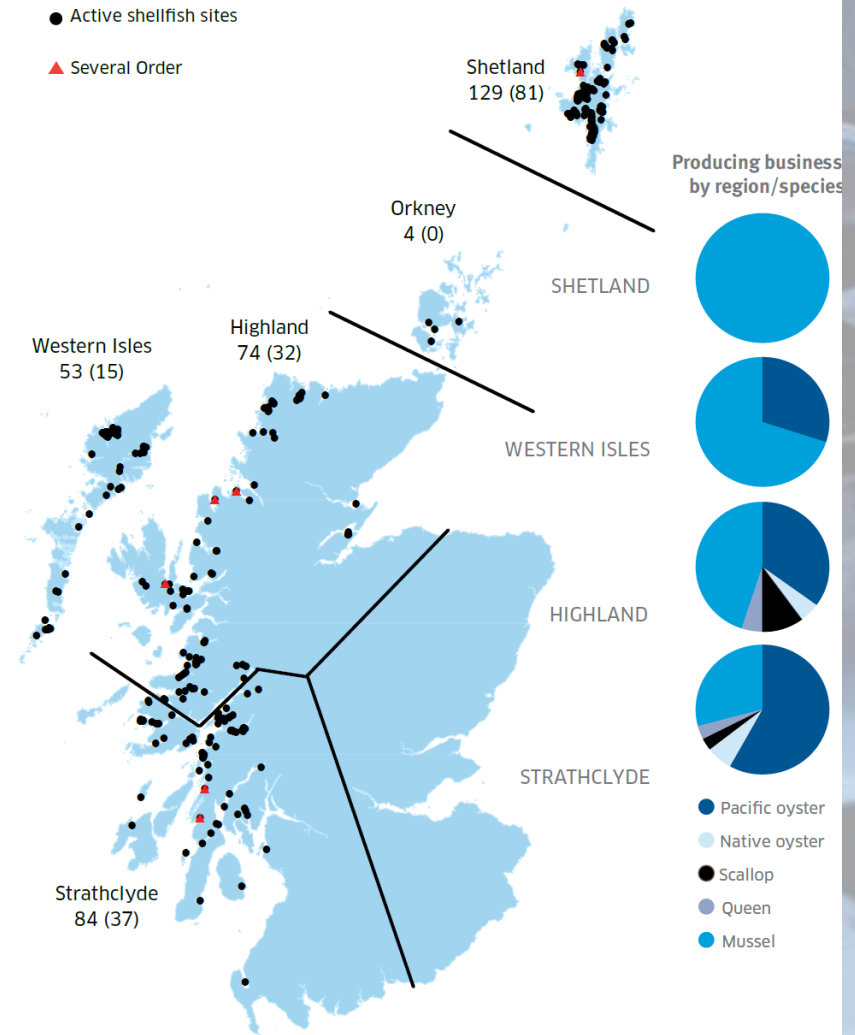 Active shellfish sites
Several Order
Shetland
129 (81)
Orkney
4 (0)
Highland
74 (32)
Western Isles
53 (15)
Strathclyde
84 (37)
Producing business
by region/species
SHETLAND
WESTERN ISLES
HIGHLAND
STRATHCLYDE
Pacific oyster
Native oyster
Scallop
Queen
Mussel